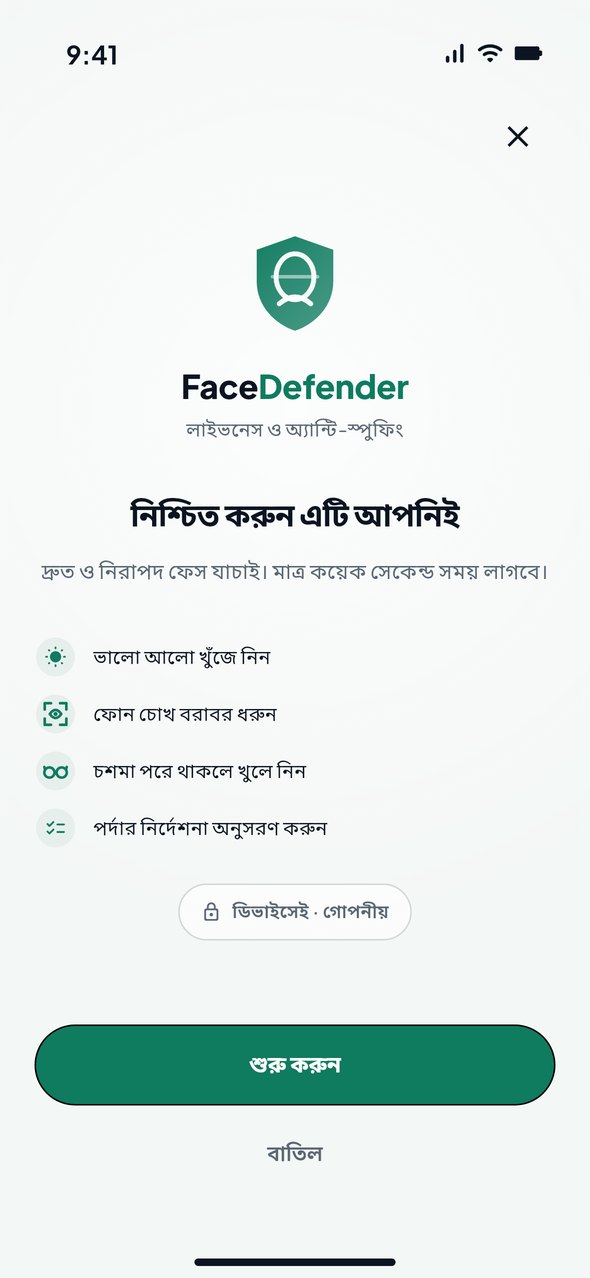 9:41
FaceDefender
লাইভনেস ও অ্যান্টি-স্পুফিং
নিশ্চিত করুন এটি আপনিই
দ্রুত ও নিরাপদ ফেস যাচাই। মাত্র কয়েক সেকেন্ড সময় লাগবে।
ভালো আলো খুঁজে নিন
ফোন চোখ বরাবর ধরুন
চশমা পরে থাকলে খুলে নিন
পর্দার নির্দেশনা অনুসরণ করুন
ডিভাইসেই · গোপনীয়
শুরু করুন
বাতিল